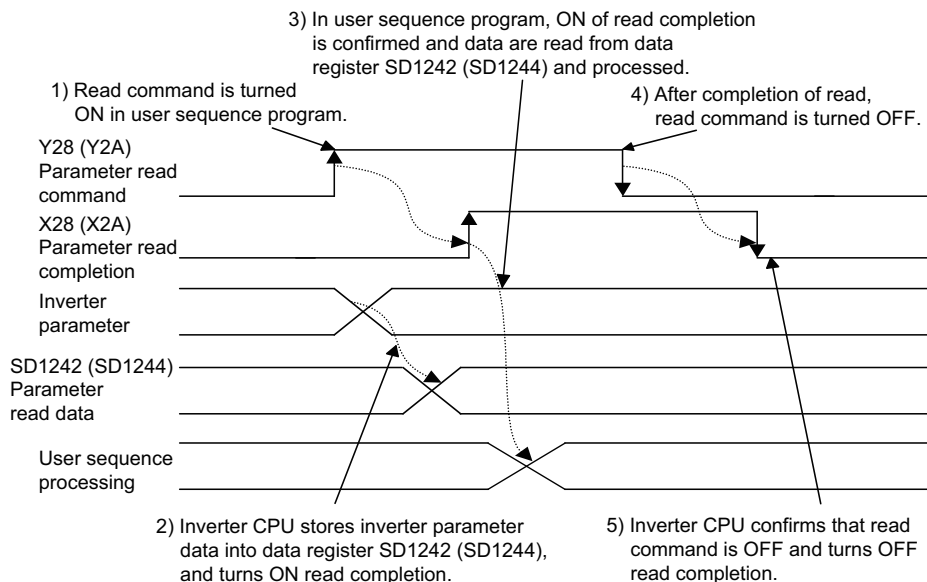 3) In user sequence program, ON of read completion
is confirmed and data are read from data
register SD1242 (SD1244) and processed.
1) Read command is turned
ON in user sequence program.
4) After completion of read,
read command is turned OFF.
Y28 (Y2A)
Parameter read
command
X28 (X2A)
Parameter read
completion
Inverter
parameter
SD1242 (SD1244)
Parameter
read data
User sequence
processing
2) Inverter CPU stores inverter parameter
data into data register SD1242 (SD1244),
and turns ON read completion.
5) Inverter CPU confirms that read
command is OFF and turns OFF
read completion.